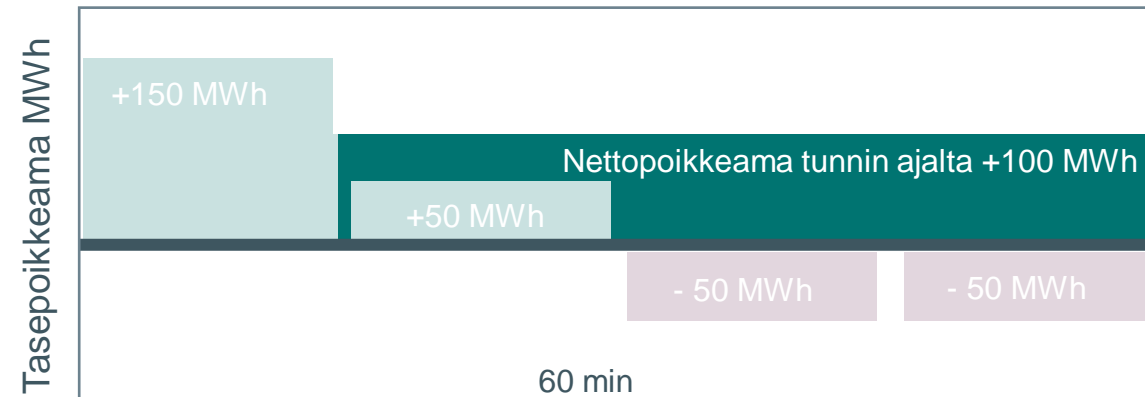 Tasepoikkeama MWh
+150 MWh
Nettopoikkeama tunnin ajalta +100 MWh
+50 MWh
- 50 MWh
- 50 MWh
60 min